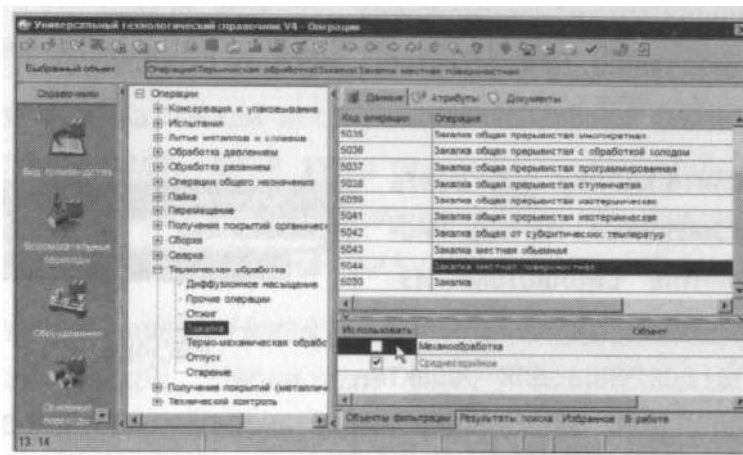 Универсальный технологический справочник V4 - Операции
Выбранный объект
Операции\Термическая обработка\Закалка\Закалка местная поверхностная
Справочники
Вид производства
Вспомогательные переходы
Оборудование
Основные переходы
Операции
Консервация и упаковывание
Испытания
Литье металлов и сплавов
Обработка давлением
Обработка резанием
Операции общего назначения
Пайка
Перемещение
Получение покрытий органичес
Сборка
Сварка
Термическая обработка
Диффузионное насыщение
Прочие операции
Отжиг
Закалка
Термо-механическая обрабо
Отпуск
Старение
Получение покрытий (металлич
Технический контроль
Данные Атрибуты Документы
Код операции Операция
5035 Закалка общая прерывистая многократная
5036 Закалка общая прерывистая с обработкой холодом
5037 Закалка общая прерывистая программированная
5038 Закалка общая прерывистая ступенчатая
5039 Закалка общая прерывистая изотермическая
5041 Закалка общая прерывистая изотермическая
5042 Закалка общая от субкритических температур
5043 Закалка местная объемная
5044 Закалка местная поверхностная
5030 Закалка
Использовать Объект
Механообработка
Среднесерийное
Объекты фильтрации Результаты поиска Избранное В работе
13:14